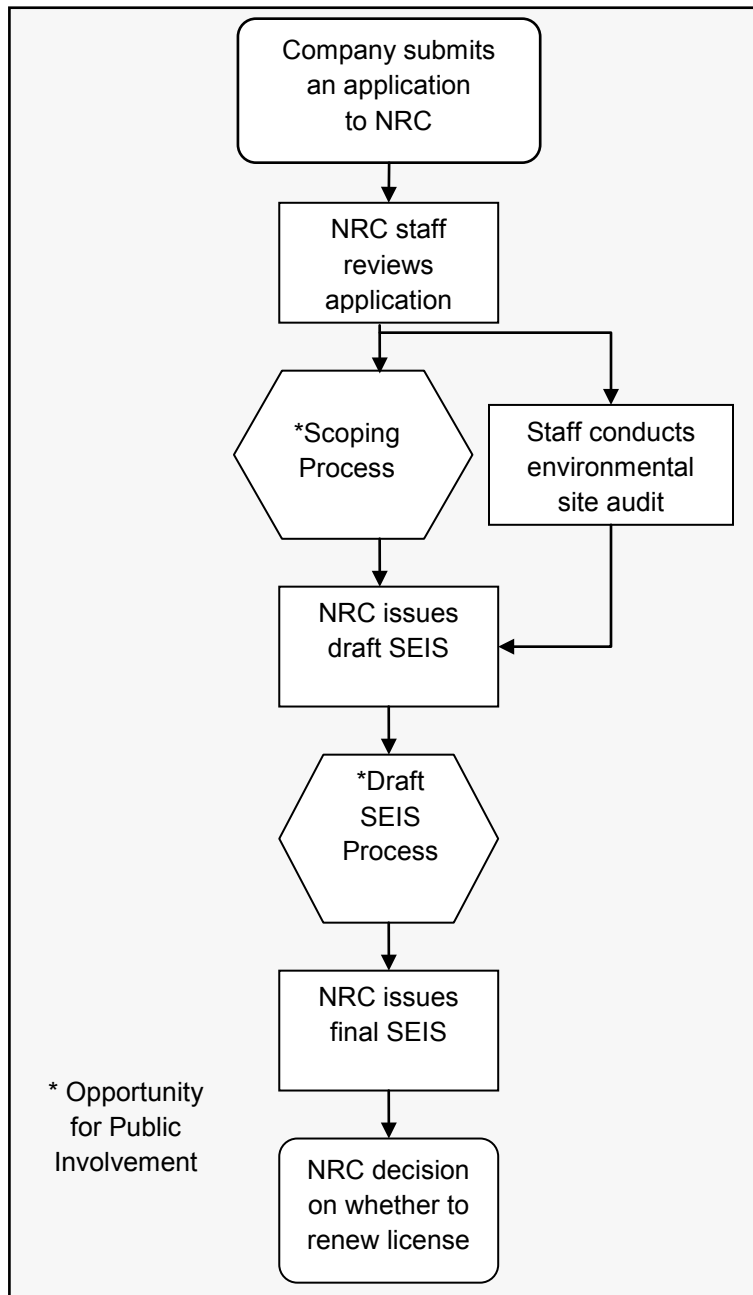 Company submits
an application
to NRC
NRC staff
reviews
application
*Scoping
Process
Staff conducts
environmental
site audit
NRC issues
draft SEIS
*Draft
SEIS
Process
NRC issues
final SEIS
* Opportunity
for Public
Involvement
NRC decision
on whether to
renew license